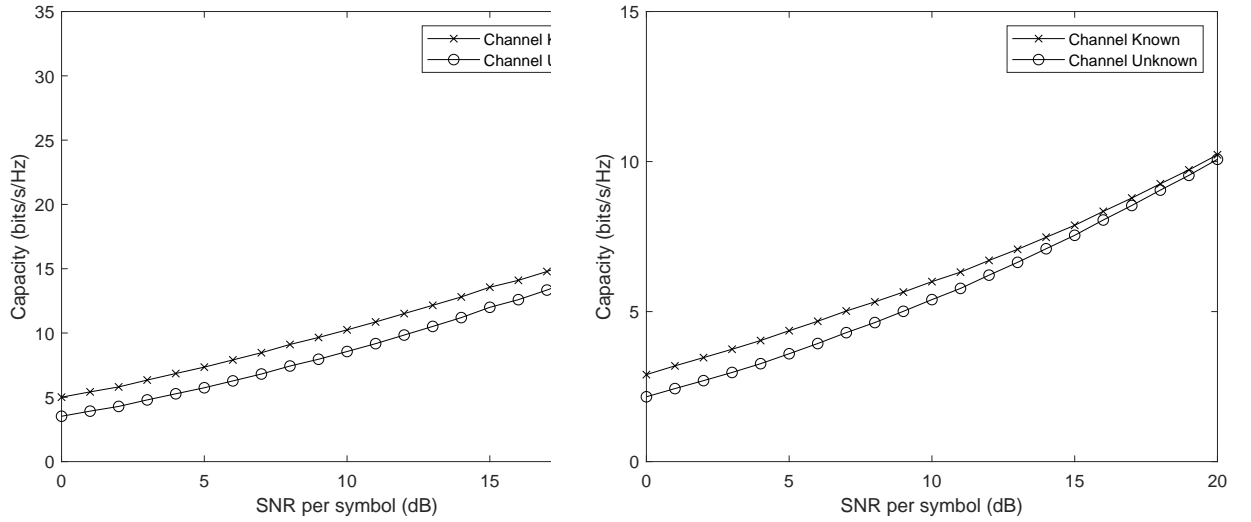 35
30
25
20
15
10
5
0
Capacity (bits/s/Hz)
0 5 10 15
SNR per symbol (dB)
Channel
Channel
15
10
5
0
Capacity (bits/s/Hz)
0 5 10 15 20
SNR per symbol (dB)
Channel Known
Channel Unknown